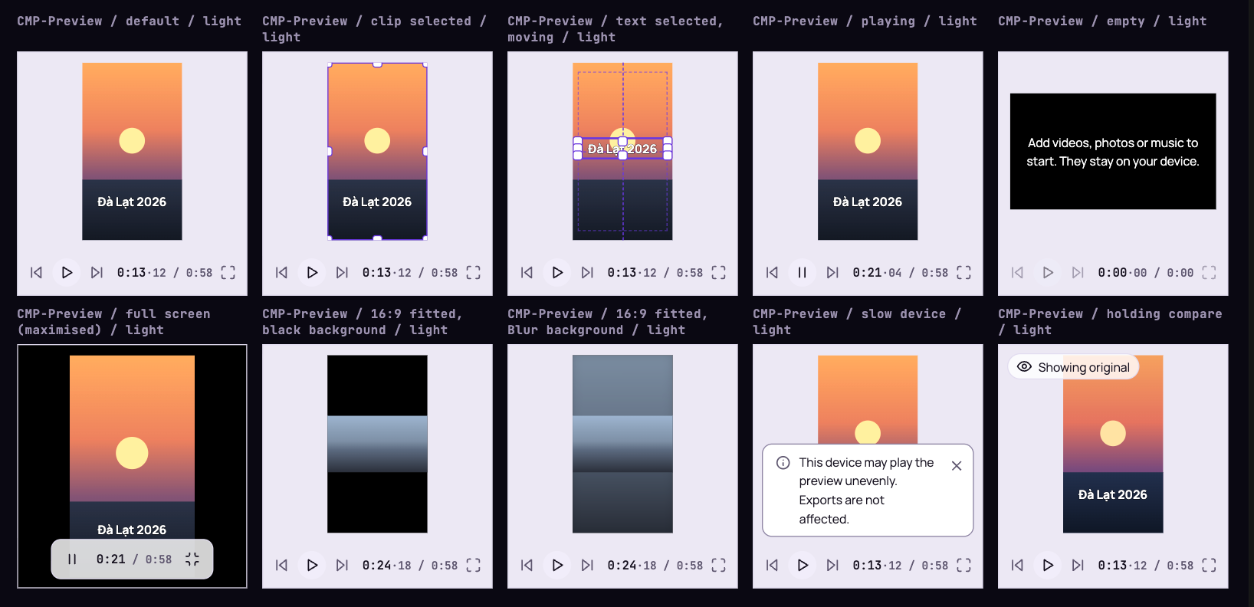 CMP-Preview / default / light
CMP-Preview / clip selected /
light
CMP-Preview / text selected,
moving / light
CMP-Preview / playing / light
CMP-Preview / empty / light
Đà Lạt 2026
0:13·12 / 0:58
Đà Lạt 2026
0:13·12 / 0:58
Đà Lạt 2026
0:13·12 / 0:58
Đà Lạt 2026
0:21·04 / 0:58
Add videos, photos or music to
start. They stay on your device.
0:00·00 / 0:00
CMP-Preview / full screen
(maximised) / light
CMP-Preview / 16:9 fitted,
black background / light
CMP-Preview / 16:9 fitted,
Blur background / light
CMP-Preview / slow device /
light
CMP-Preview / holding compare
/ light
Đà Lạt 2026
0:21 / 0:58
0:24·18 / 0:58
0:24·18 / 0:58
This device may play the
preview unevenly.
Exports are not
affected.
0:13·12 / 0:58
Showing original
Đà Lạt 2026
0:13·12 / 0:58